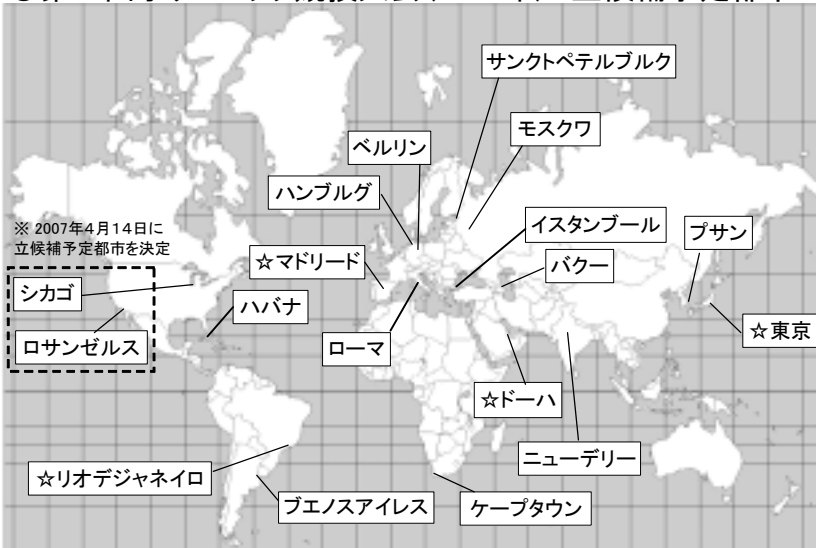 サンクトペテルブルク
モスクワ
ベルリン
ハンブルグ
※ 2007年4月14日に
立候補予定都市を決定
イスタンブール
プサン
☆マドリード
バクー
シカゴ
ハバナ
ロサンゼルス
ローマ
☆東京
☆ドーハ
ニューデリー
☆リオデジャネイロ
ブエノスアイレス
ケープタウン